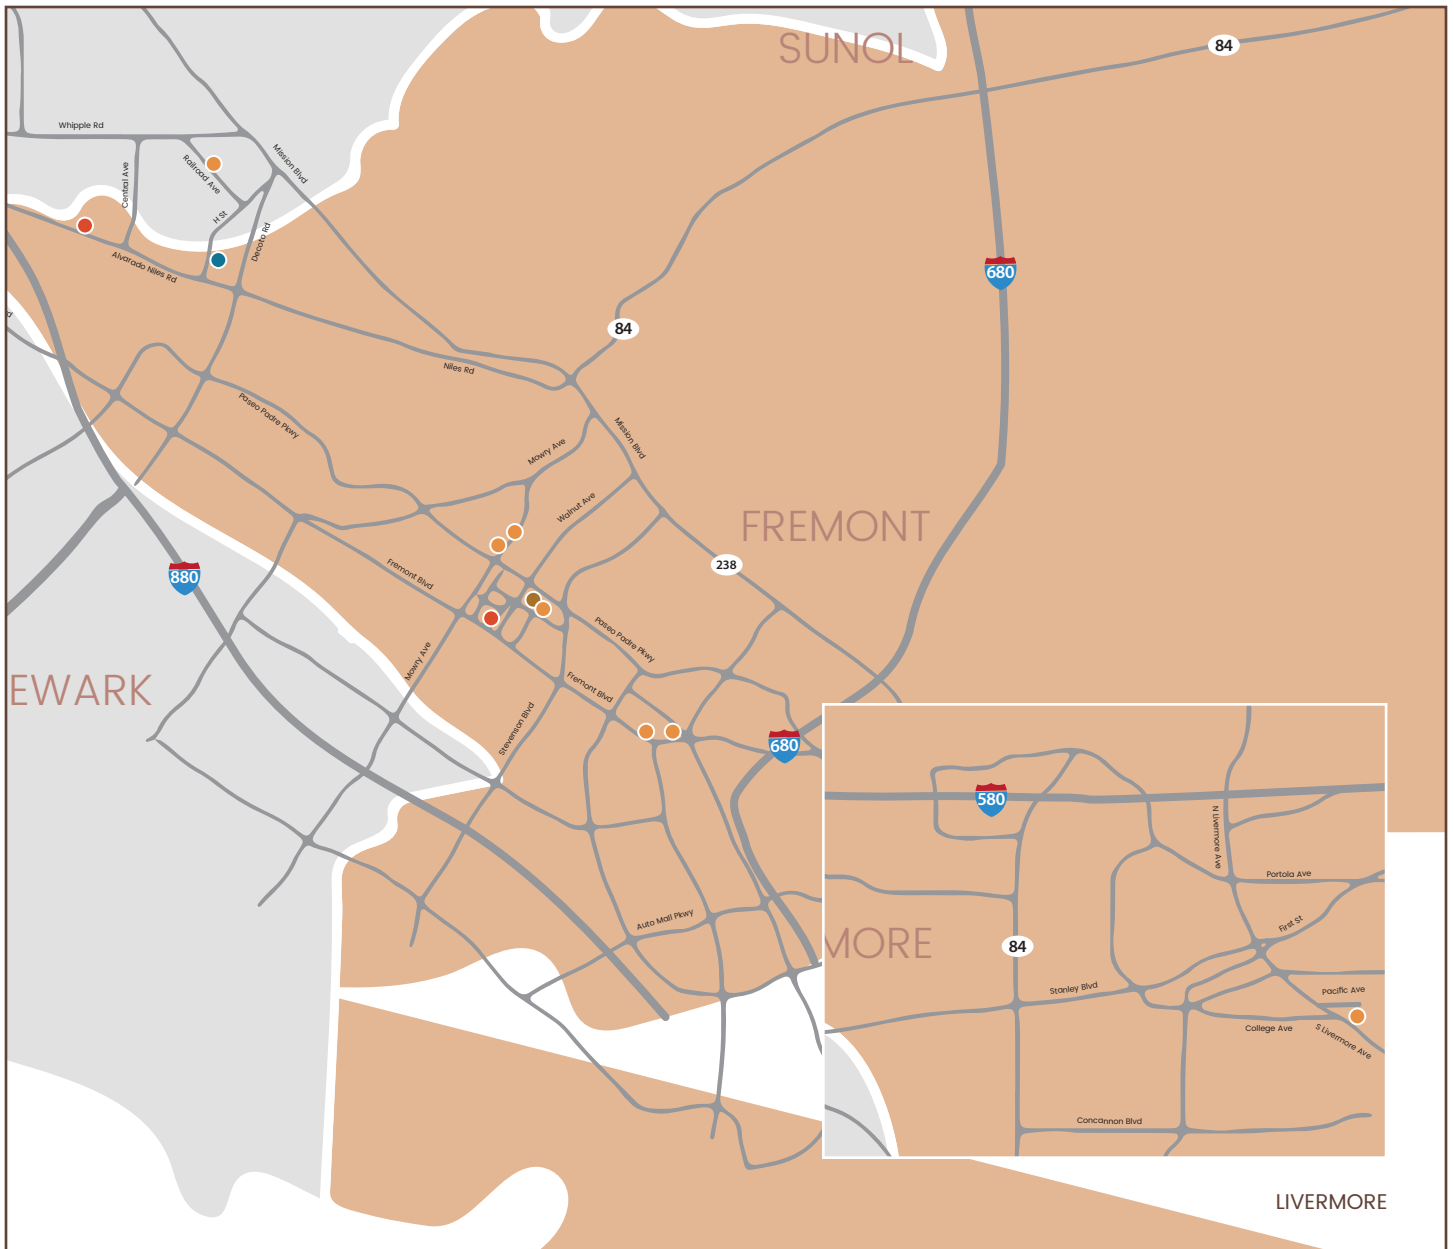 SUNOL
84
Whipple Rd
Mission Blvd
Railroad Ave
Central Ave
H St
Decoto Rd
Alvarado Niles Rd
680
84
Niles Rd
Paseo Padre Pkwy
Mission Blvd
Mowry Ave
Walnut Ave
FREMONT
238
Fremont Blvd
880
Paseo Padre Pkwy
Mowry Ave
EWARK
Fremont Blvd
Stevenson Blvd
680
580
N Livermore Ave
Portola Ave
Auto Mall Pkwy
First St
MORE
84
Stanley Blvd
Pacific Ave
College Ave
S Livermore Ave
Concannon Blvd
LIVERMORE